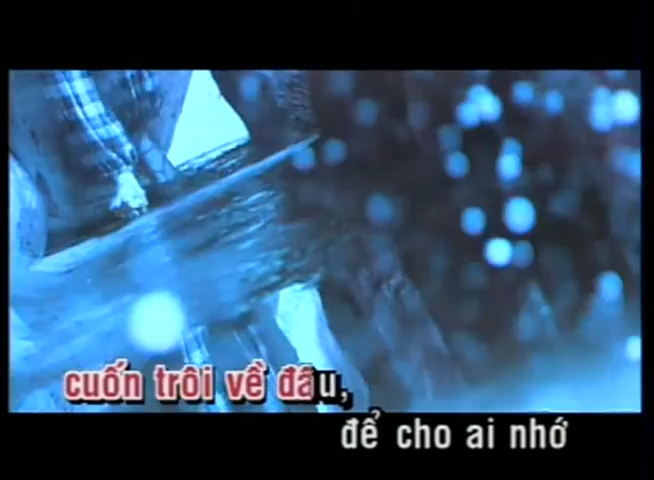 cuốn trôi về đâu,
để cho ai nhớ